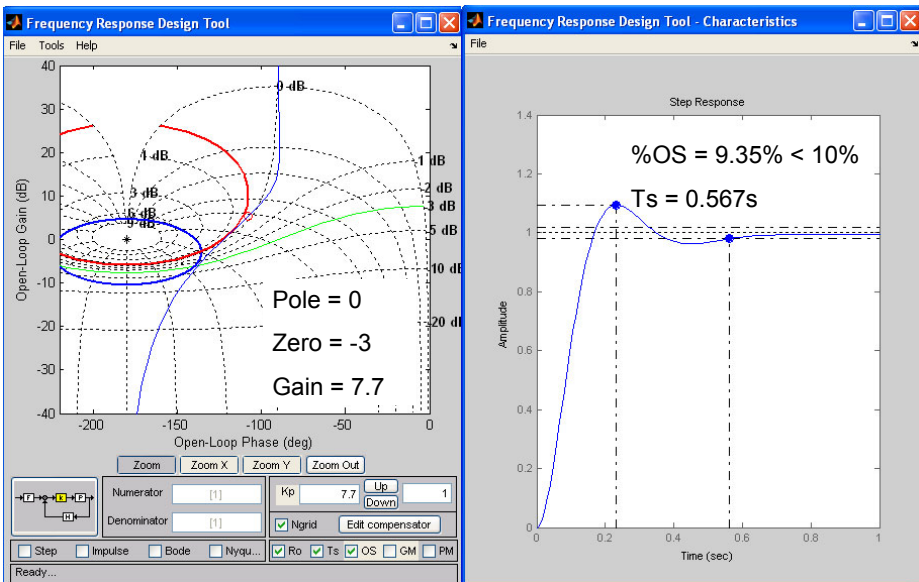 Frequency Response Design Tool
File Tools Help
40
30
20
10
0
-10
-20
-30
-40
Open-Loop Gain (dB)
0 dB
1 dB
3 dB
6 dB
9 dB
-1 dB
-2 dB
-3 dB
-5 dB
-10 dB
-20 dB
Pole = 0
Zero = -3
Gain = 7.7
-200 -150 -100 -50 0
Open-Loop Phase (deg)
Zoom Zoom X Zoom Y Zoom Out
F k P
H
Numerator [1]
Denominator [1]
Kp 7.7 Up Down 1
Ngrid Edit compensator
Step Impulse Bode Nyqu... Ro Ts OS GM PM
Ready...
Frequency Response Design Tool - Characteristics
File
Step Response
%OS = 9.35% < 10%
Ts = 0.567s
1.4
1.2
1
0.8
0.6
0.4
0.2
0
Amplitude
0 0.2 0.4 0.6 0.8 1
Time (sec)